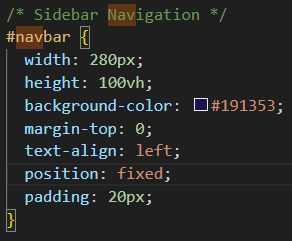 /* Sidebar Navigation */
#navbar {
  width: 280px;
  height: 100vh;
  background-color: #191353;
  margin-top: 0;
  text-align: left;
  position: fixed;
  padding: 20px;
}